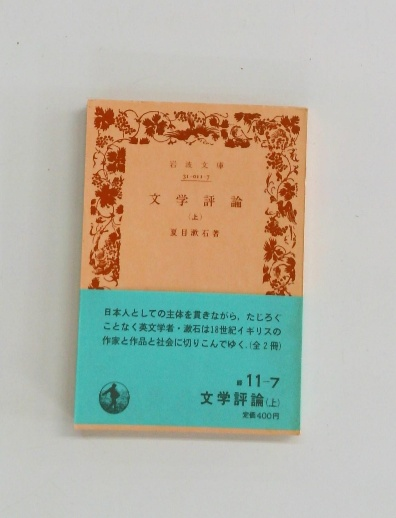 岩波文庫
31-011-7
文学評論
(上)
夏目漱石著
日本人としての主体を貫きながら，たじろぐ
ことなく英文学者・漱石は18世紀イギリスの
作家と作品と社会に切りこんでゆく．(全2冊)
緑 11-7
文学評論(上)
定価400円